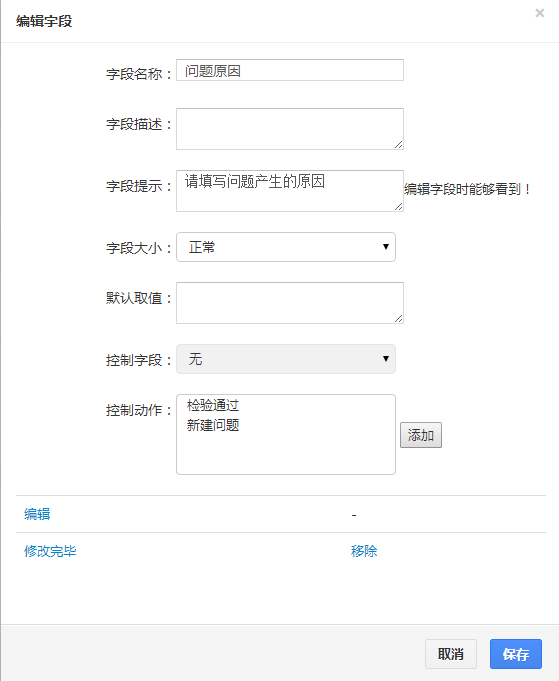 编辑字段
×
字段名称：
问题原因
字段描述：
字段提示：
请填写问题产生的原因
编辑字段时能够看到！
字段大小：
正常
默认取值：
控制字段：
无
控制动作：
检验通过
新建问题
添加
编辑 -
修改完毕 移除
取消 保存